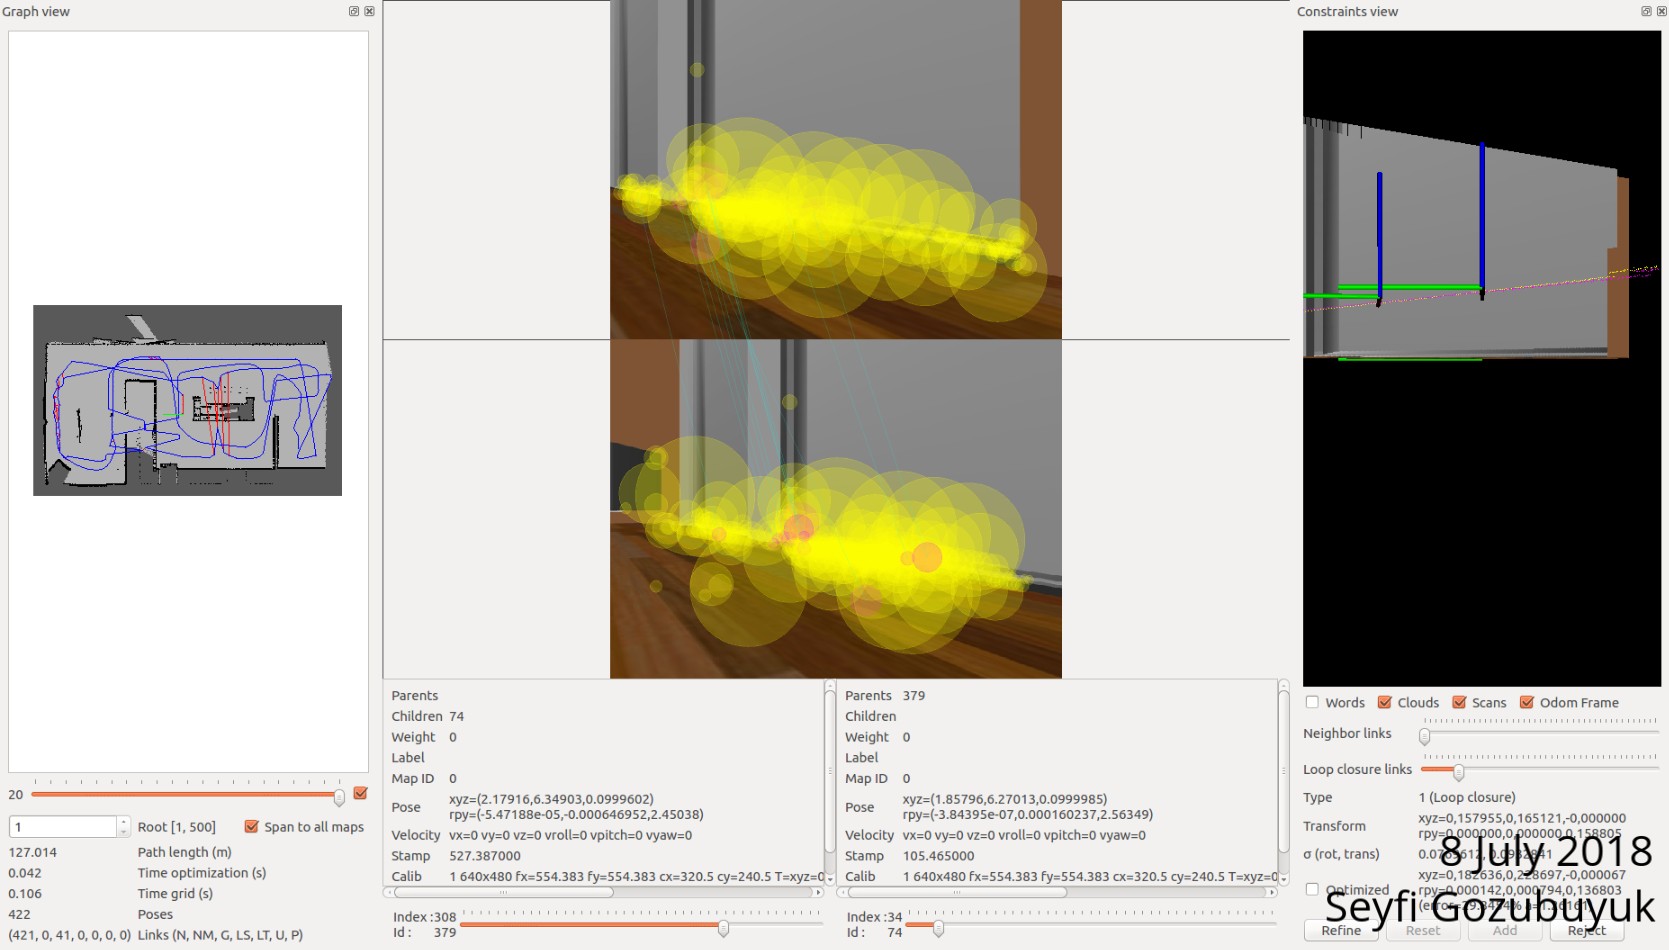 Graph view
20
1 Root [1, 500] Span to all maps
127.014 Path length (m)
0.042 Time optimization (s)
0.106 Time grid (s)
422 Poses
(421, 0, 41, 0, 0, 0, 0) Links (N, NM, G, LS, LT, U, P)
Parents
Children 74
Weight 0
Label
Map ID 0
Pose xyz=(2.17916,6.34903,0.0999602)
rpy=(-5.47188e-05,-0.000646952,2.45038)
Velocity vx=0 vy=0 vz=0 vroll=0 vpitch=0 vyaw=0
Stamp 527.387000
Calib 1 640x480 fx=554.383 fy=554.383 cx=320.5 cy=240.5 T=xyz=0
Index :308
Id : 379
Parents 379
Children
Weight 0
Label
Map ID 0
Pose xyz=(1.85796,6.27013,0.0999985)
rpy=(-3.84395e-07,0.000160237,2.56349)
Velocity vx=0 vy=0 vz=0 vroll=0 vpitch=0 vyaw=0
Stamp 105.465000
Calib 1 640x480 fx=554.383 fy=554.383 cx=320.5 cy=240.5 T=xyz=0
Index :34
Id : 74
Constraints view
Words Clouds Scans Odom Frame
Neighbor links
Loop closure links
Type 1 (Loop closure)
Transform xyz=0,157955,0,165121,-0,000000
rpy=0,000000,0,000000,0,158805
σ (rot, trans)
Optimized xyz=0,182636,0,228697,-0,000067
rpy=0,000142,0,000794,0,136803
8 July 2018
Seyfi Gozubuyuk
Refine Reset Add Reject